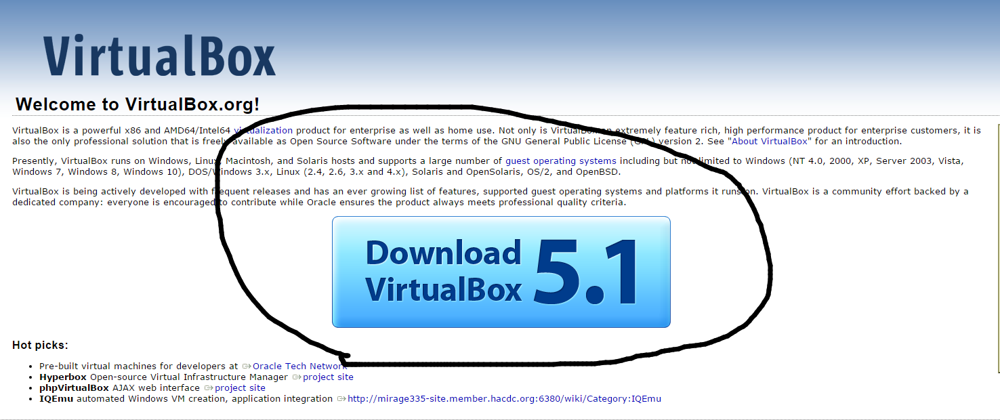 VirtualBox
Welcome to VirtualBox.org!
VirtualBox is a powerful x86 and AMD64/Intel64 virtualization product for enterprise as well as home use. Not only is VirtualBox an extremely feature rich, high performance product for enterprise customers, it is
also the only professional solution that is freely available as Open Source Software under the terms of the GNU General Public License (GPL) version 2. See "About VirtualBox" for an introduction.
Presently, VirtualBox runs on Windows, Linux, Macintosh, and Solaris hosts and supports a large number of guest operating systems including but not limited to Windows (NT 4.0, 2000, XP, Server 2003, Vista,
Windows 7, Windows 8, Windows 10), DOS/Windows 3.x, Linux (2.4, 2.6, 3.x and 4.x), Solaris and OpenSolaris, OS/2, and OpenBSD.
VirtualBox is being actively developed with frequent releases and has an ever growing list of features, supported guest operating systems and platforms it runs on. VirtualBox is a community effort backed by a
dedicated company: everyone is encouraged to contribute while Oracle ensures the product always meets professional quality criteria.
Download
VirtualBox 5.1
Hot picks:
Pre-built virtual machines for developers at Oracle Tech Network
Hyperbox Open-source Virtual Infrastructure Manager project site
phpVirtualBox AJAX web interface project site
IQEmu automated Windows VM creation, application integration http://mirage335-site.member.hacdc.org:6380/wiki/Category:IQEmu